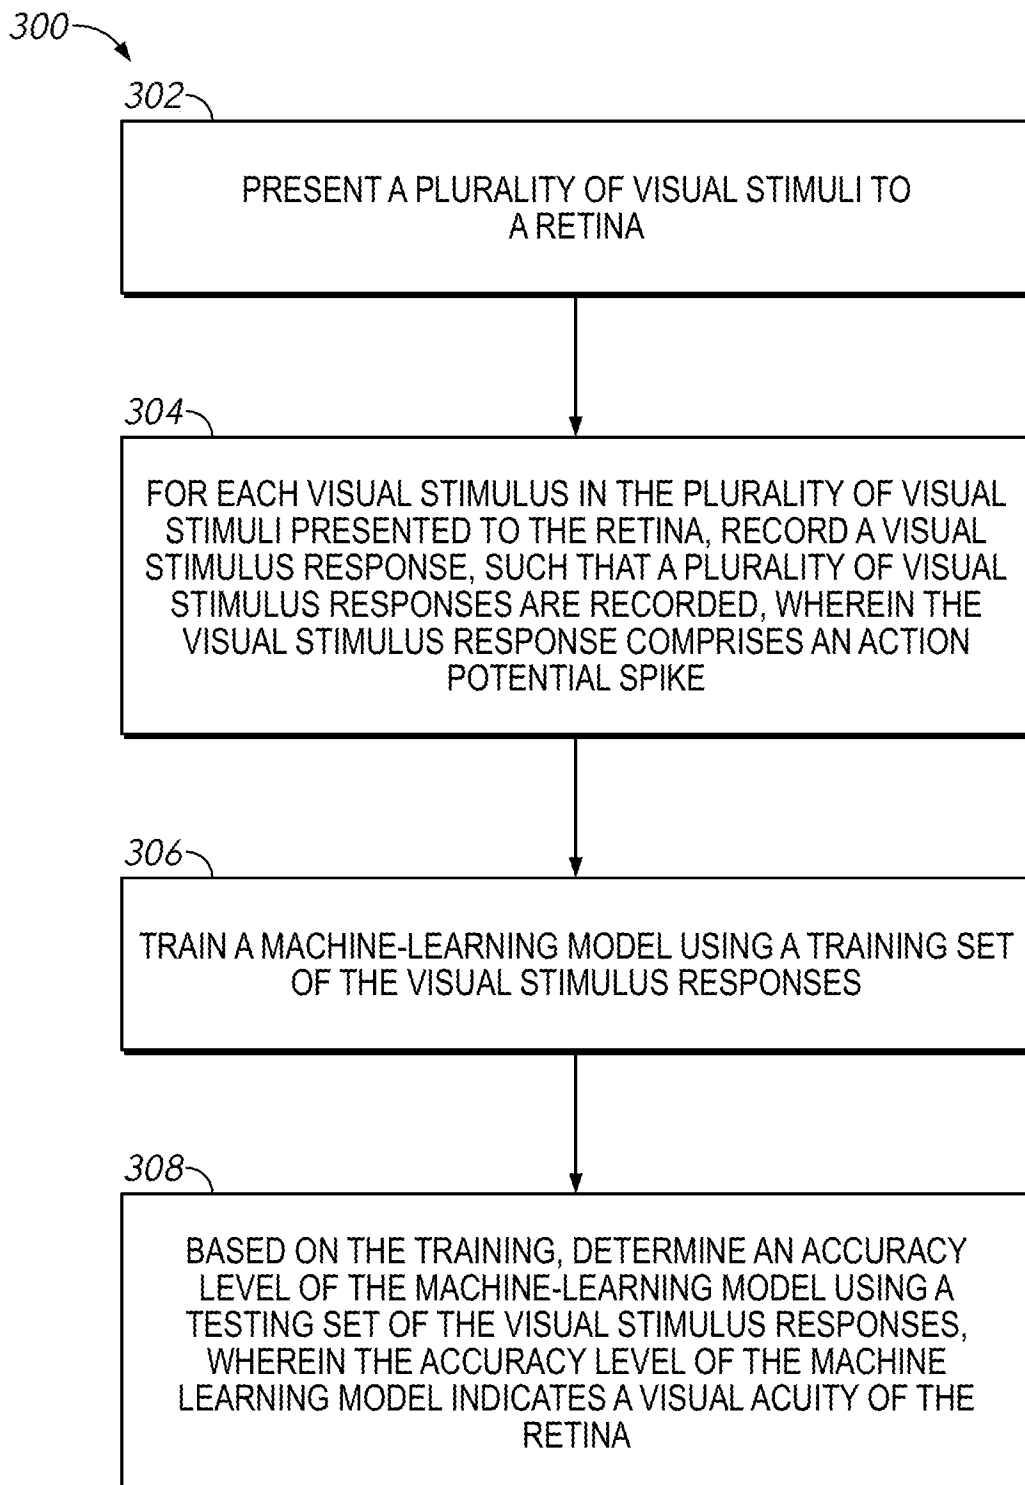 300
302
PRESENT A PLURALITY OF VISUAL STIMULI TO
A RETINA
304
FOR EACH VISUAL STIMULUS IN THE PLURALITY OF VISUAL
STIMULI PRESENTED TO THE RETINA, RECORD A VISUAL
STIMULUS RESPONSE, SUCH THAT A PLURALITY OF VISUAL
STIMULUS RESPONSES ARE RECORDED, WHEREIN THE
VISUAL STIMULUS RESPONSE COMPRISES AN ACTION
POTENTIAL SPIKE
306
TRAIN A MACHINE-LEARNING MODEL USING A TRAINING SET
OF THE VISUAL STIMULUS RESPONSES
308
BASED ON THE TRAINING, DETERMINE AN ACCURACY
LEVEL OF THE MACHINE-LEARNING MODEL USING A
TESTING SET OF THE VISUAL STIMULUS RESPONSES,
WHEREIN THE ACCURACY LEVEL OF THE MACHINE
LEARNING MODEL INDICATES A VISUAL ACUITY OF THE
RETINA